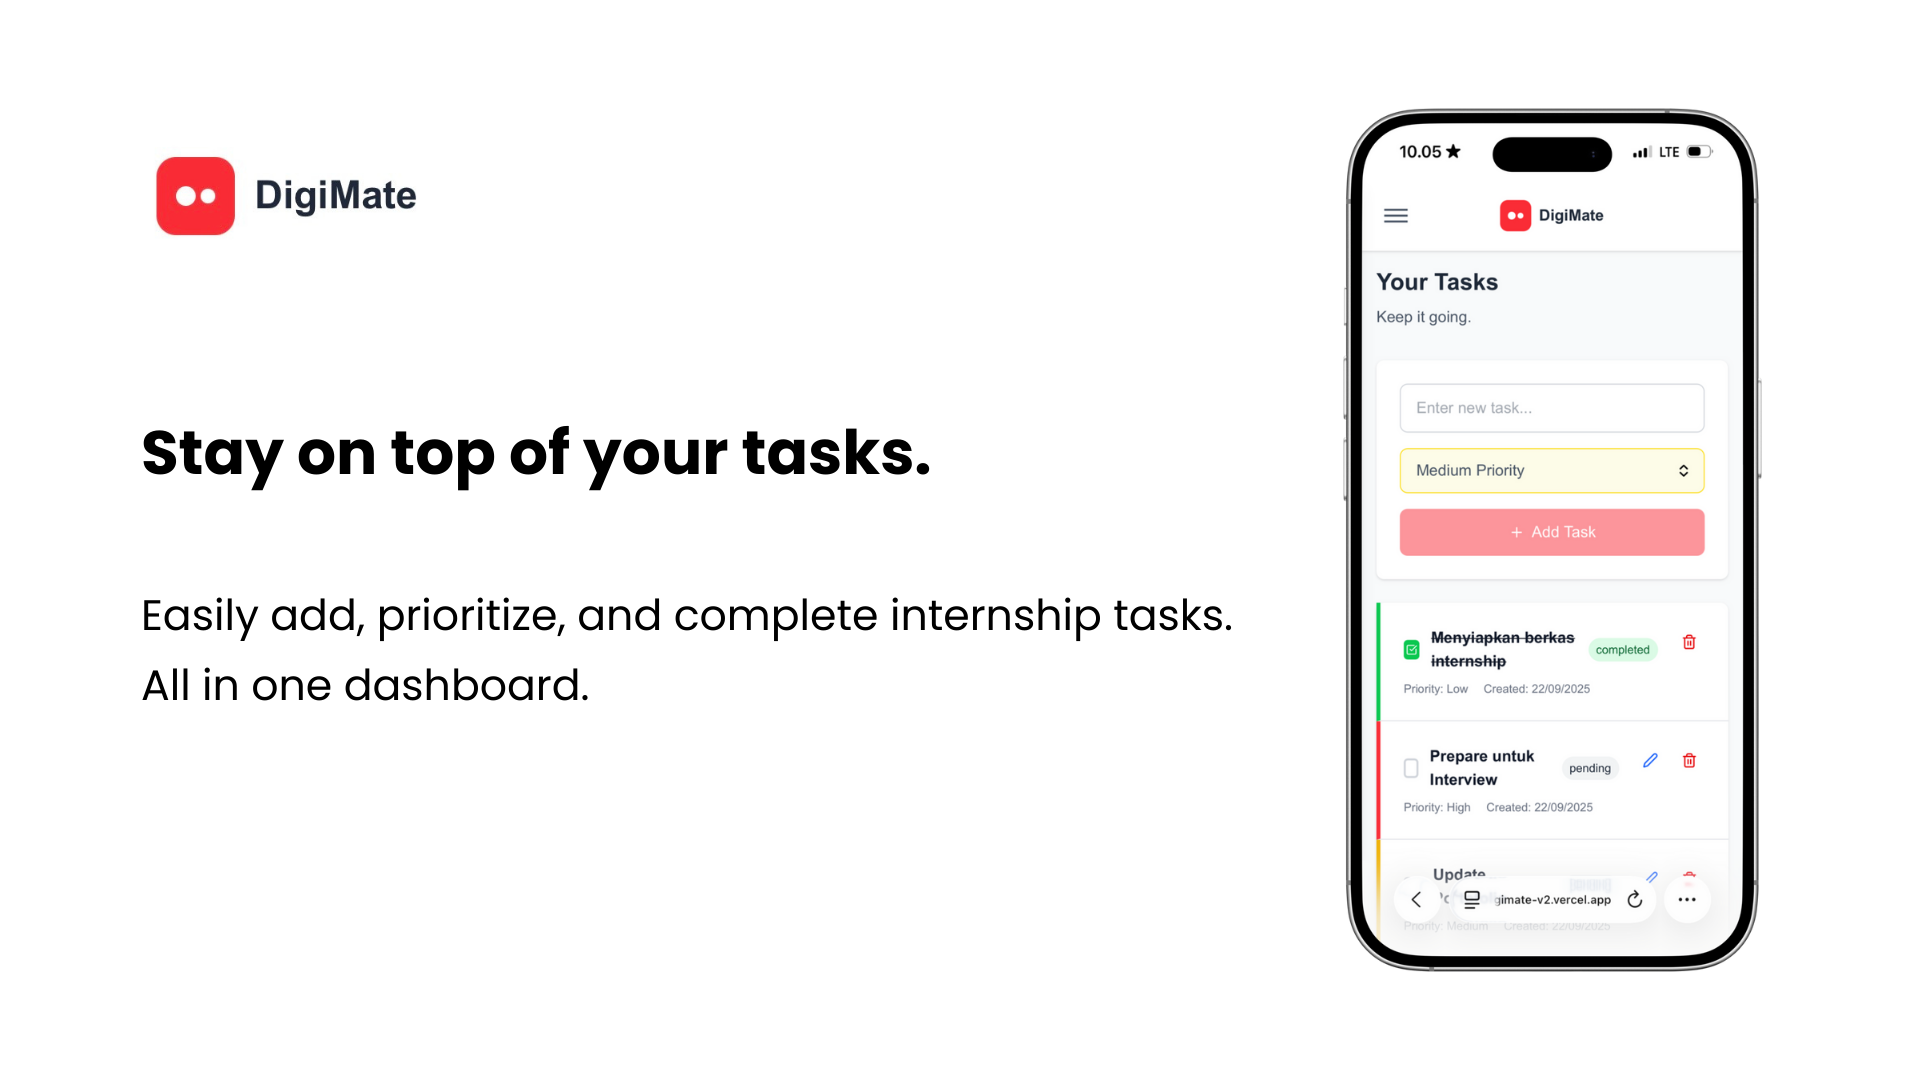 DigiMate
Stay on top of your tasks.
Easily add, prioritize, and complete internship tasks.
All in one dashboard.
10.05
LTE
DigiMate
Your Tasks
Keep it going.
Enter new task...
Medium Priority
+ Add Task
Menyiapkan berkas
internship
completed
Priority: Low Created: 22/09/2025
Prepare untuk
Interview
pending
Priority: High Created: 22/09/2025
Update
gimate-v2.vercel.app
Priority: Medium Created: 22/09/2025